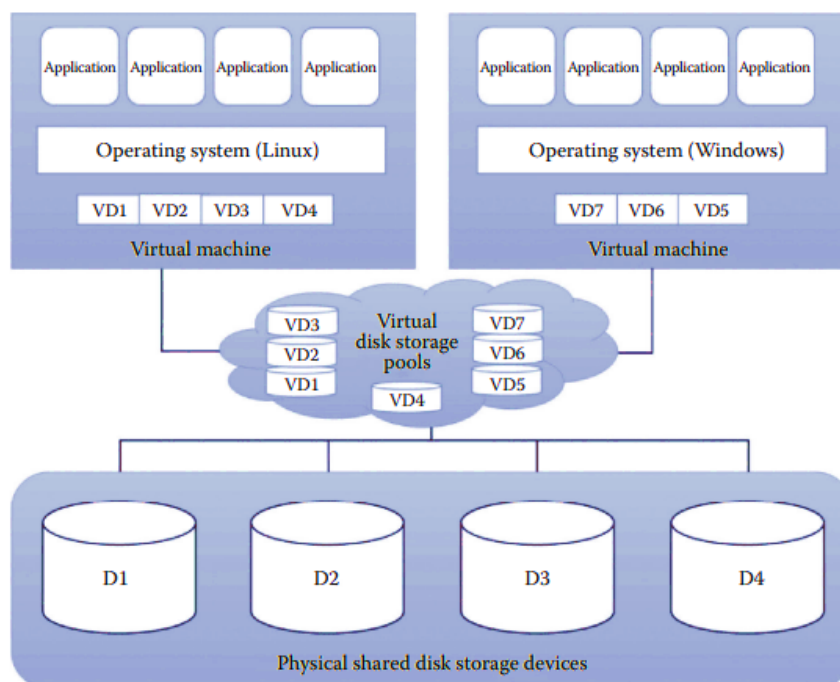 Application Application Application Application
Application Application Application Application
Operating system (Linux)
Operating system (Windows)
VD1 VD2 VD3 VD4
VD7 VD6 VD5
Virtual machine
Virtual machine
VD3
VD2
VD1
Virtual
disk storage
pools
VD4
VD7
VD6
VD5
D1
D2
D3
D4
Physical shared disk storage devices